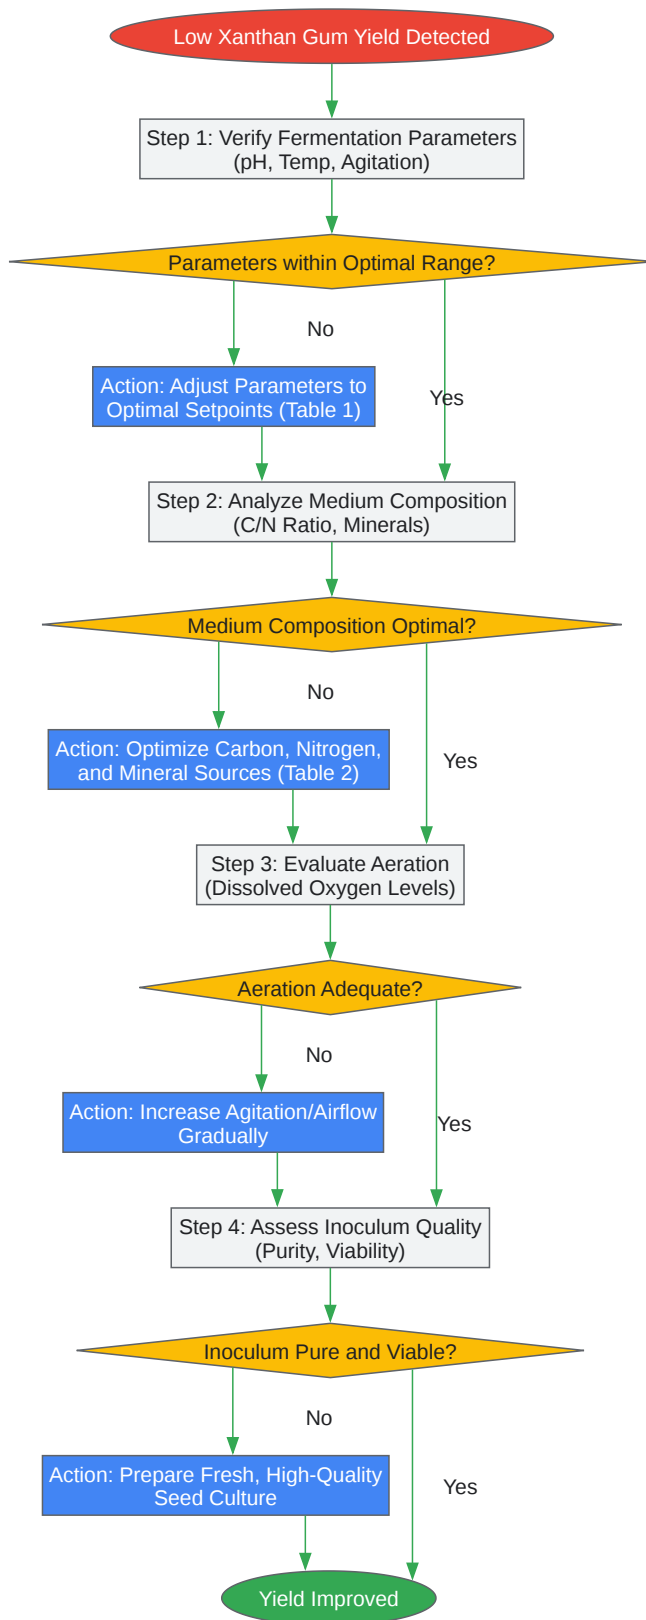 Low Xanthan Gum Yield Detected
Step 1: Verify Fermentation Parameters
(pH, Temp, Agitation)
Parameters within Optimal Range?
No
Action: Adjust Parameters to
Optimal Setpoints (Table 1)
Yes
Step 2: Analyze Medium Composition
(C/N Ratio, Minerals)
Medium Composition Optimal?
No
Action: Optimize Carbon, Nitrogen,
and Mineral Sources (Table 2)
Yes
Step 3: Evaluate Aeration
(Dissolved Oxygen Levels)
Aeration Adequate?
No
Action: Increase Agitation/Airflow
Gradually
Yes
Step 4: Assess Inoculum Quality
(Purity, Viability)
Inoculum Pure and Viable?
No
Action: Prepare Fresh, High-Quality
Seed Culture
Yes
Yield Improved